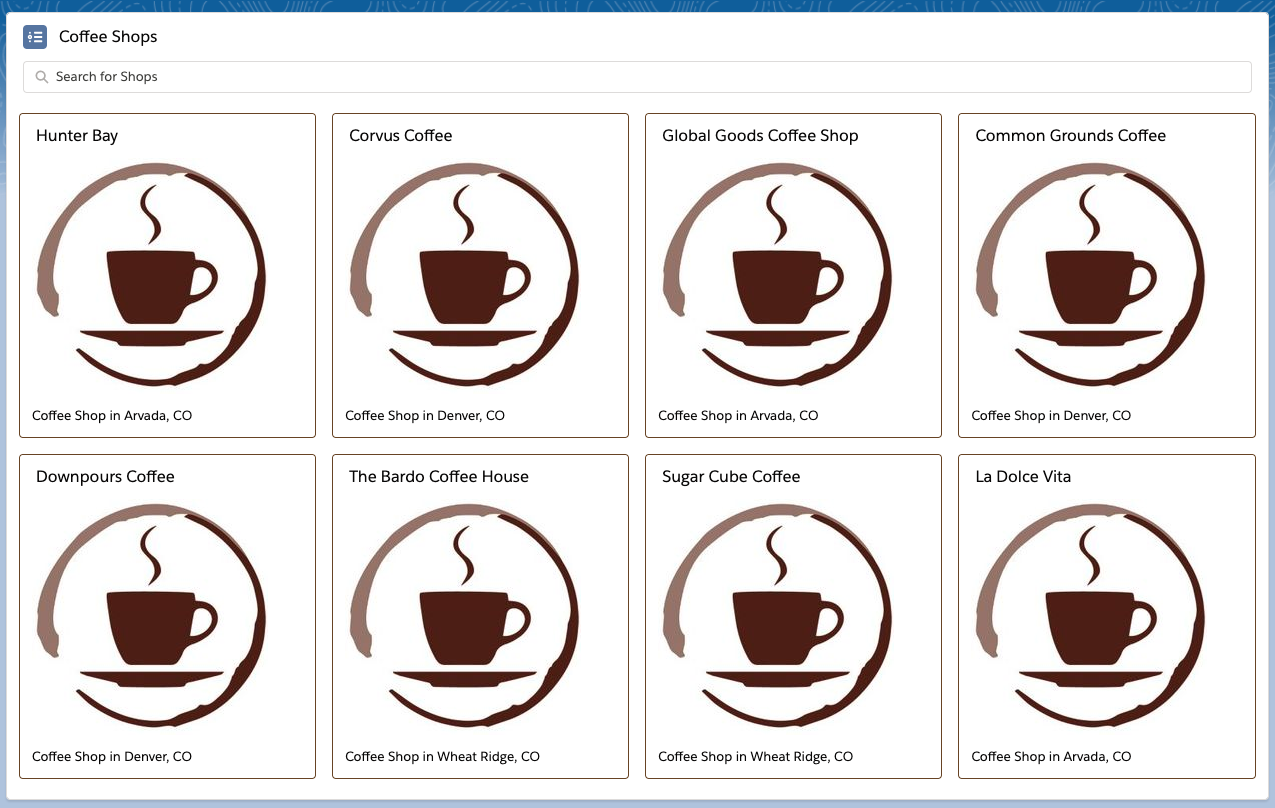 Coffee Shops
Search for Shops
Hunter Bay
Corvus Coffee
Global Goods Coffee Shop
Common Grounds Coffee
Coffee Shop in Arvada, CO
Coffee Shop in Denver, CO
Coffee Shop in Arvada, CO
Coffee Shop in Denver, CO
Downpours Coffee
The Bardo Coffee House
Sugar Cube Coffee
La Dolce Vita
Coffee Shop in Denver, CO
Coffee Shop in Wheat Ridge, CO
Coffee Shop in Wheat Ridge, CO
Coffee Shop in Arvada, CO